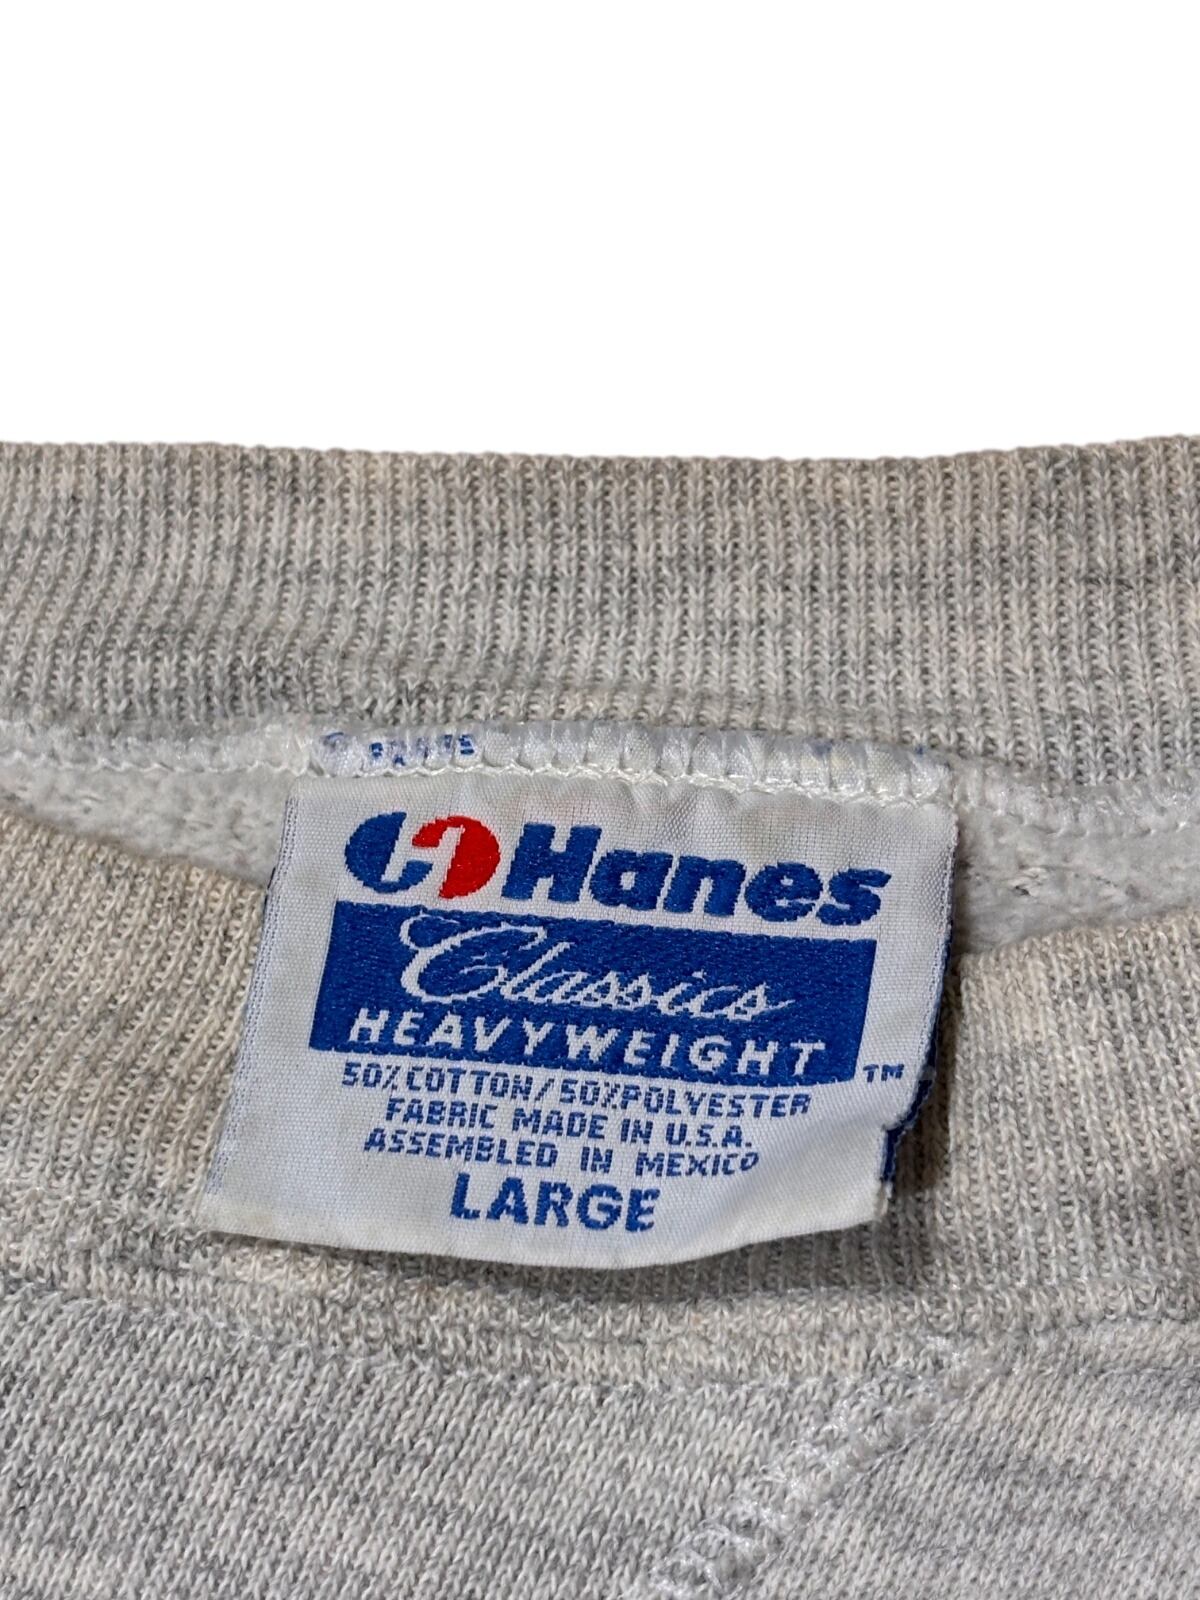 Hanes
Classics
HEAVYWEIGHT
TM
50% COTTON/50% POLYESTER
FABRIC MADE IN U.S.A.
ASSEMBLED IN MEXICO
LARGE